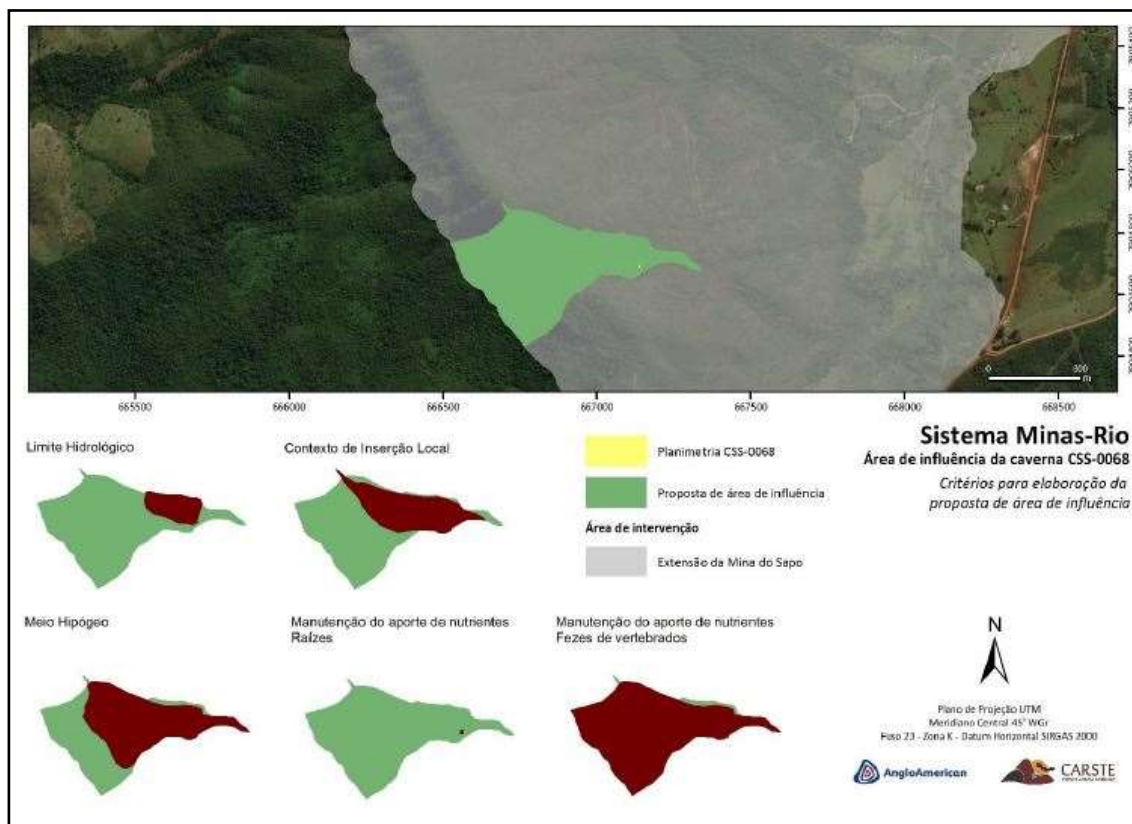 665500
666000
666500
667000
667500
668000
668500
m
Limite Hidrológico
Contexto de Inserção Local
Planimetria CSS-0068
Proposta de área de influência
Área de intervenção
Extensão da Mina do Sapo
Sistema Minas-Rio
Área de influência da caverna CSS-0068
Critérios para elaboração da
proposta de área de influência
Meio Hipógeo
Manutenção do aporte de nutrientes
Raízes
Manutenção do aporte de nutrientes
Fezes de vertebrados
N
Plano de Projeção UTM
Meridiano Central 45° WGr
Fuso 23 - Zona K - Datum Horizontal SIRGAS 2000
AngloAmerican
CARSTE